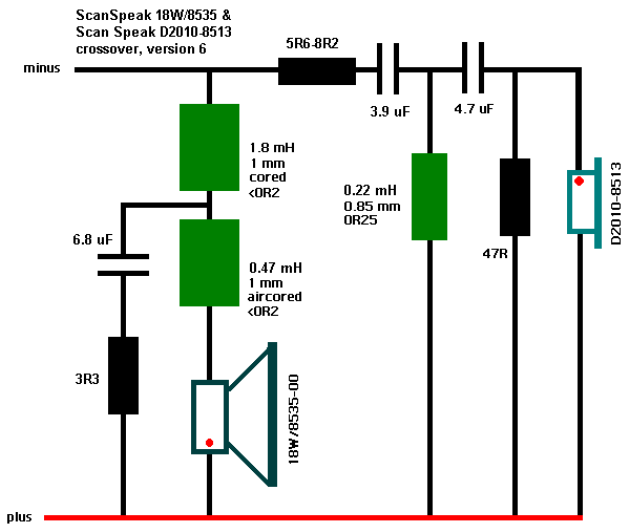 ScanSpeak 18W/8535 &
Scan Speak D2010-8513
crossover, version 6
minus
5R6-8R2
3.9 uF
4.7 uF
1.8 mH
1 mm
cored
<0R2
6.8 uF
0.47 mH
1 mm
aircored
<0R2
0.22 mH
0.85 mm
0R25
47R
D2010-8513
3R3
18W/8535-00
plus